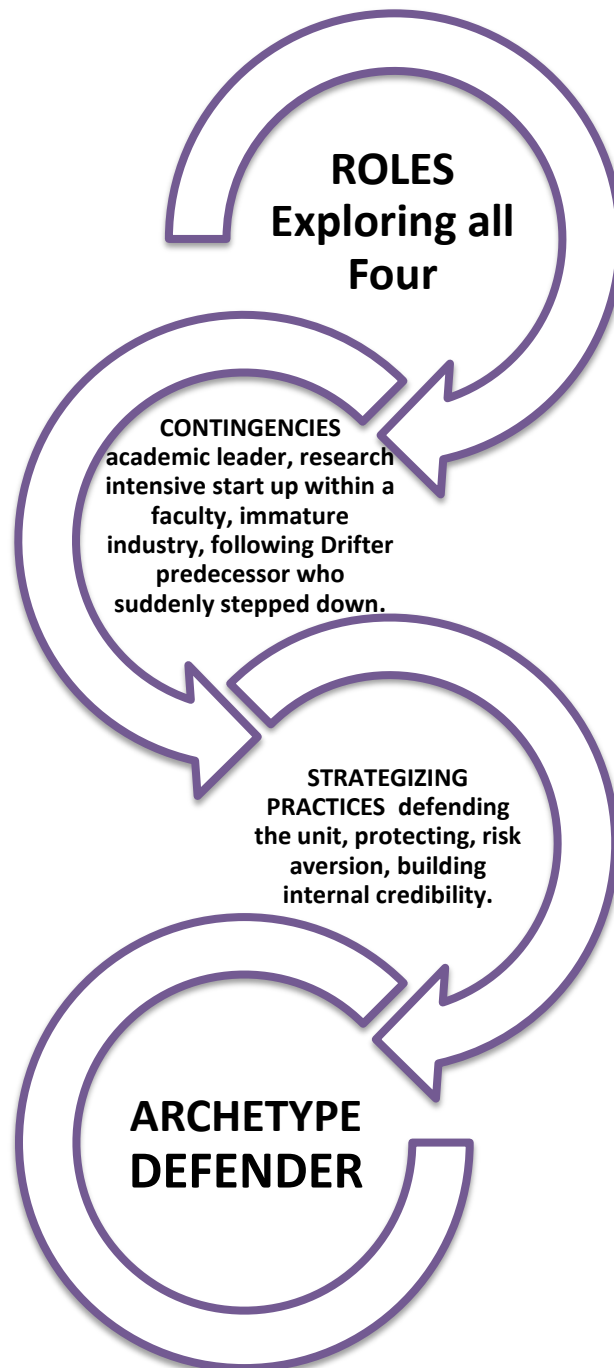 ROLES
Exploring all
Four
CONTINGENCIES
academic leader, research
intensive start up within a
faculty, immature
industry, following Drifter
predecessor who
suddenly stepped down.
STRATEGIZING
PRACTICES defending
the unit, protecting, risk
aversion, building
internal credibility.
ARCHETYPE
DEFENDER